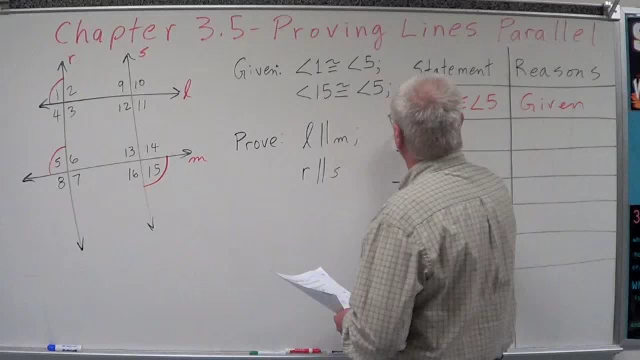 Chapter 3.5 - Proving Lines Parallel
r
s
2
9 10
l
4 3
12 11
5 6
13 14
m
8 7
16 15
Given: ∠1 ≅ ∠5;
∠15 ≅ ∠5;
Prove: l || m;
r || s
Statement
Reasons
≅ ∠5
Given